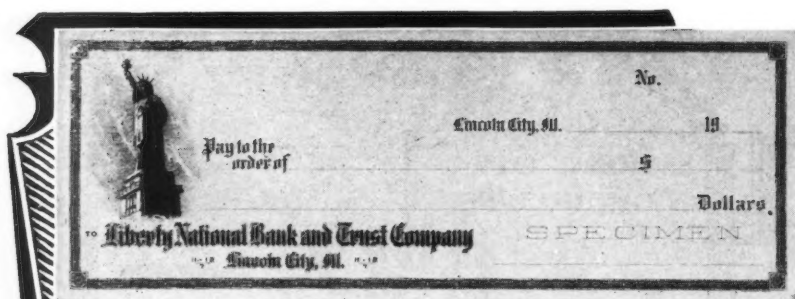 No.
Lincoln City, Ill. 19
Pay to the
order of $
Dollars.
TO Liberty National Bank and Trust Company SPECIMEN
Lincoln City, Ill.